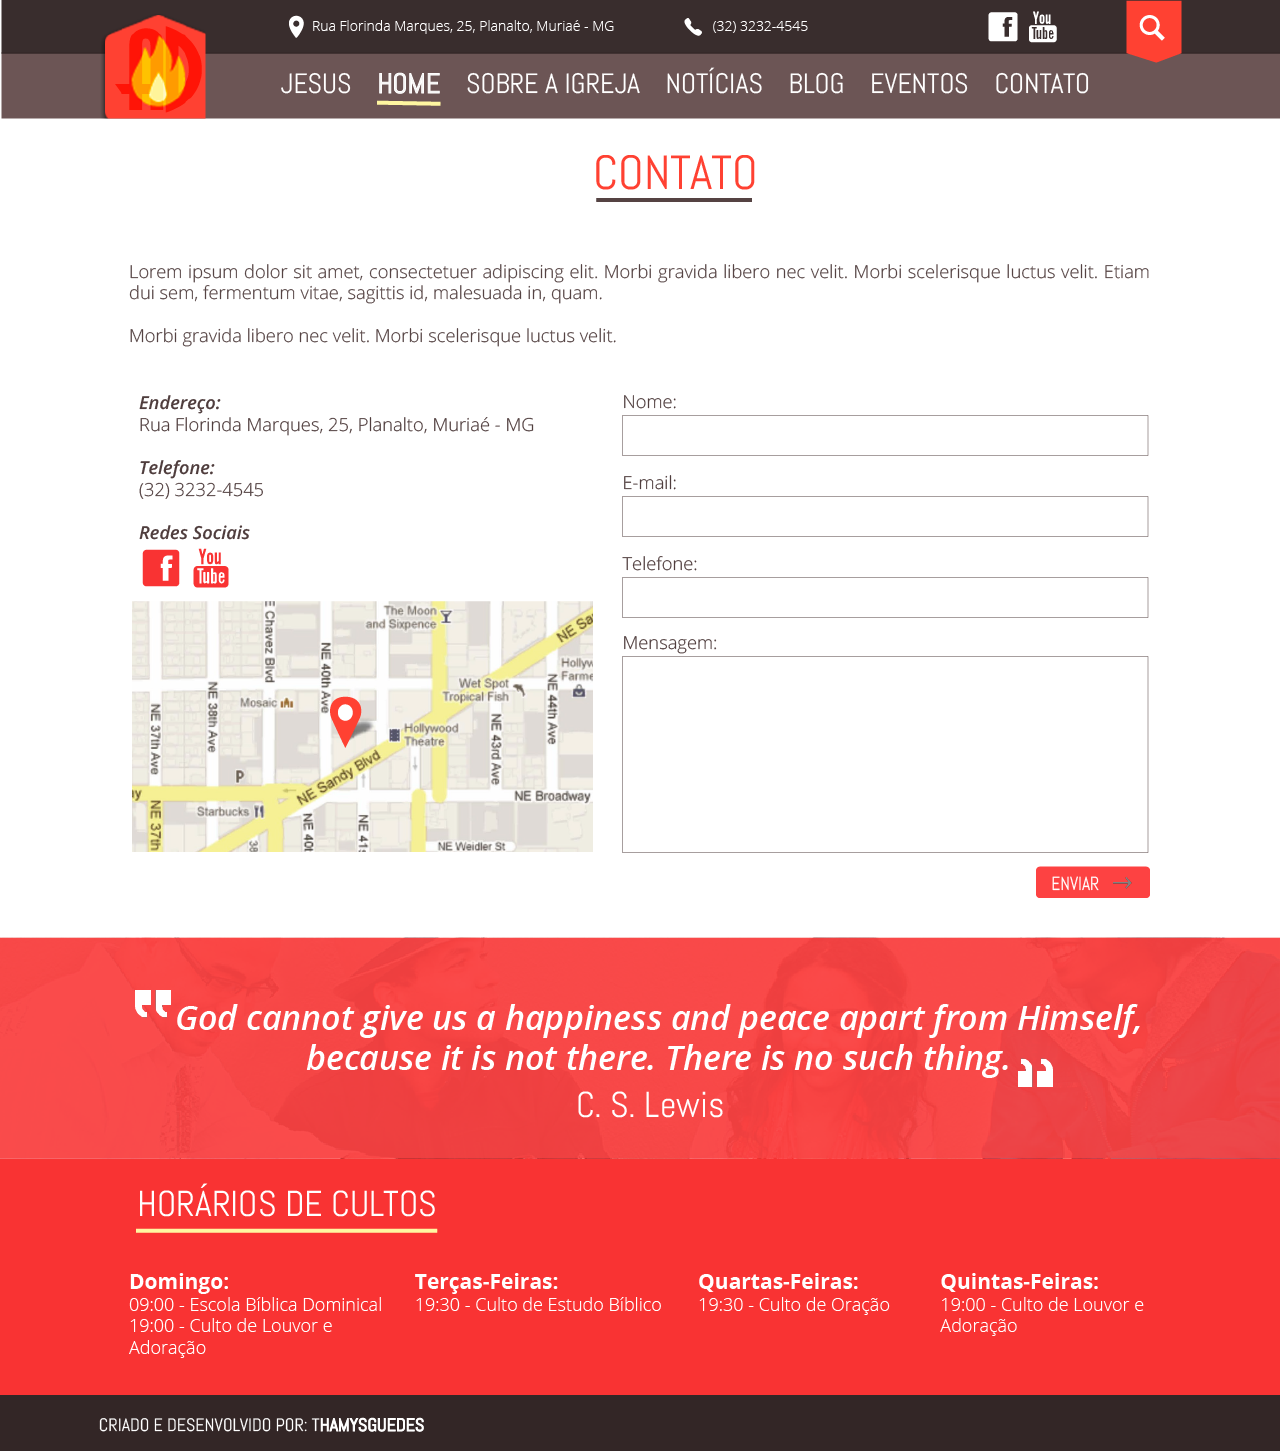 Rua Florinda Marques, 25, Planalto, Muriaé - MG
(32) 3232-4545
f
You
Tube
JESUS HOME SOBRE A IGREJA NOTÍCIAS BLOG EVENTOS CONTATO
CONTATO
Lorem ipsum dolor sit amet, consectetuer adipiscing elit. Morbi gravida libero nec velit. Morbi scelerisque luctus velit. Etiam
dui sem, fermentum vitae, sagittis id, malesuada in, quam.
Morbi gravida libero nec velit. Morbi scelerisque luctus velit.
Endereço:
Rua Florinda Marques, 25, Planalto, Muriaé - MG
Telefone:
(32) 3232-4545
Redes Sociais
f
You
Tube
The Moon
and Sixpence
E Chavez Blvd
NE 40th Ave
NE Sa
Hollyw
Farme
Wet Spot
Tropical Fish
Mosaic
NE 38th Ave
NE 37th Ave
NE 44th Ave
NE 43rd Ave
Hollywood
Theatre
P
NE Sandy Blvd
NE Broadway
y
Starbucks
NE 37th
NE 40t
NE 41s
NE Weidler St
Nome:
E-mail:
Telefone:
Mensagem:
ENVIAR →
"God cannot give us a happiness and peace apart from Himself,
because it is not there. There is no such thing."
C. S. Lewis
HORÁRIOS DE CULTOS
Domingo:
09:00 - Escola Bíblica Dominical
19:00 - Culto de Louvor e
Adoração
Terças-Feiras:
19:30 - Culto de Estudo Bíblico
Quartas-Feiras:
19:30 - Culto de Oração
Quintas-Feiras:
19:00 - Culto de Louvor e
Adoração
CRIADO E DESENVOLVIDO POR: THAMYSGUEDES